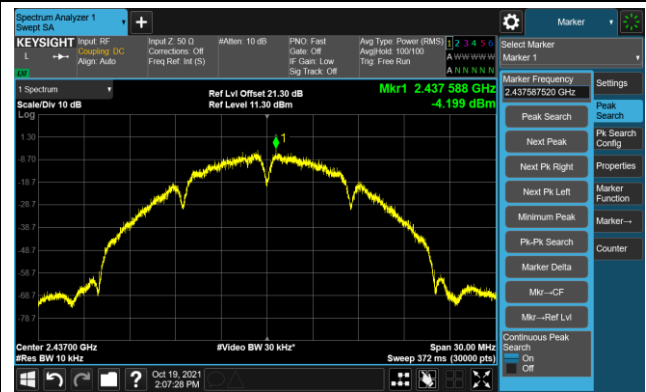 Spectrum Analyzer 1
Swept SA
Marker
KEYSIGHT
L
LXI
Input: RF
Coupling: DC
Align: Auto
Input Z: 50 Ω
Corrections: Off
Freq Ref: Int (S)
#Atten: 10 dB
PNO: Fast
Gate: Off
IF Gain: Low
Sig Track: Off
Avg Type: Power (RMS)
Avg|Hold: 100/100
Trig: Free Run
1 2 3 4 5 6
A W W W W W
A N N N N N
Select Marker
Marker 1
1 Spectrum
Scale/Div 10 dB
Log
Ref Lvl Offset 21.30 dB
Ref Level 11.30 dBm
Mkr1 2.437 588 GHz
-4.199 dBm
1
1.30
-8.70
-18.7
-28.7
-38.7
-48.7
-58.7
-68.7
-78.7
Center 2.43700 GHz
#Res BW 10 kHz
#Video BW 30 kHz*
Span 30.00 MHz
Sweep 372 ms (30000 pts)
Marker Frequency
2.437587520 GHz
Peak Search
Next Peak
Next Pk Right
Next Pk Left
Minimum Peak
Pk-Pk Search
Marker Delta
Mkr→CF
Mkr→Ref Lvl
Continuous Peak
Search
On
Off
Settings
Peak
Search
Pk Search
Config
Properties
Marker
Function
Marker→
Counter
?
Oct 19, 2021
2:07:28 PM